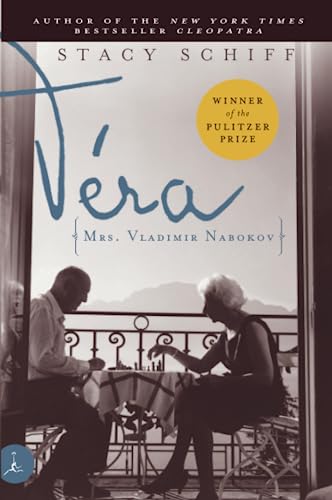 AUTHOR OF THE NEW YORK TIMES
BESTSELLER CLEOPATRA
STACY SCHIFF
WINNER
of the
PULITZER
PRIZE
Véra
{MRS. VLADIMIR NABOKOV}